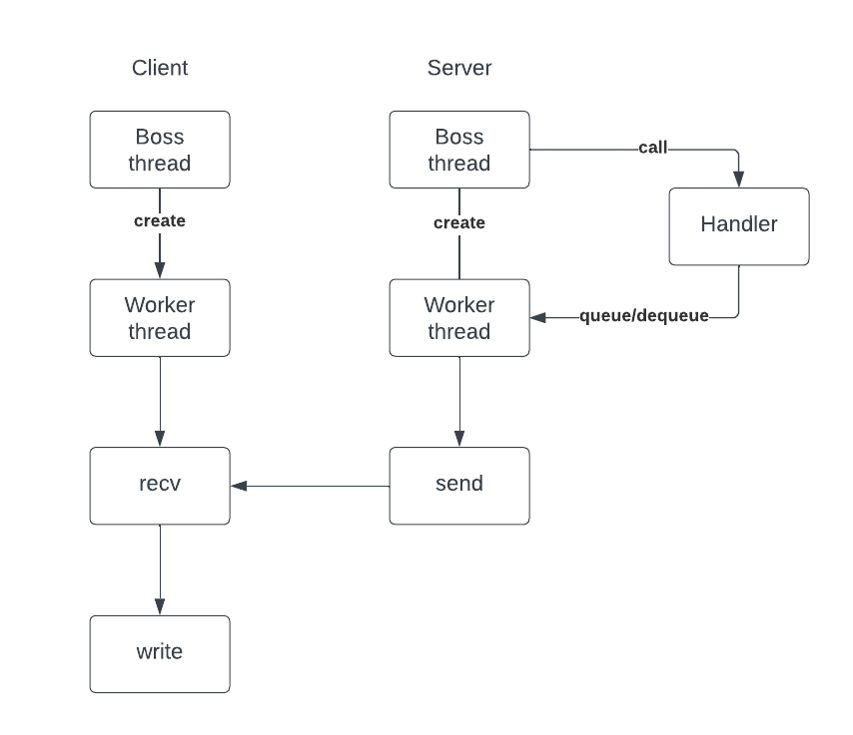 Client
Server
Boss
thread
Boss
thread
call
create
create
Handler
Worker
thread
Worker
thread
queue/dequeue
recv
send
write